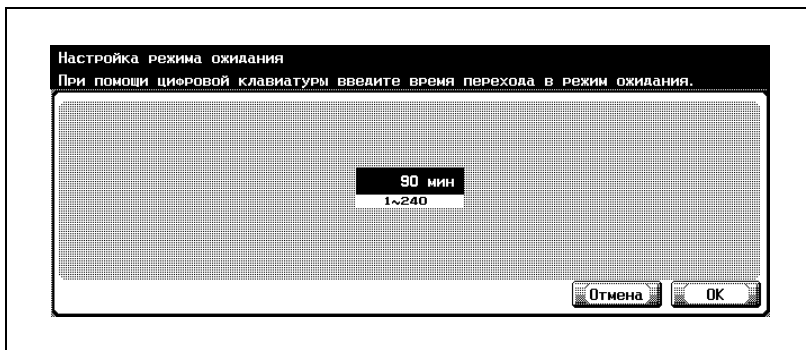 Настройка режима ожидания
При помощи цифровой клавиатуры введите время перехода в режим ожидания.
90 мин
1~240
Отмена OK